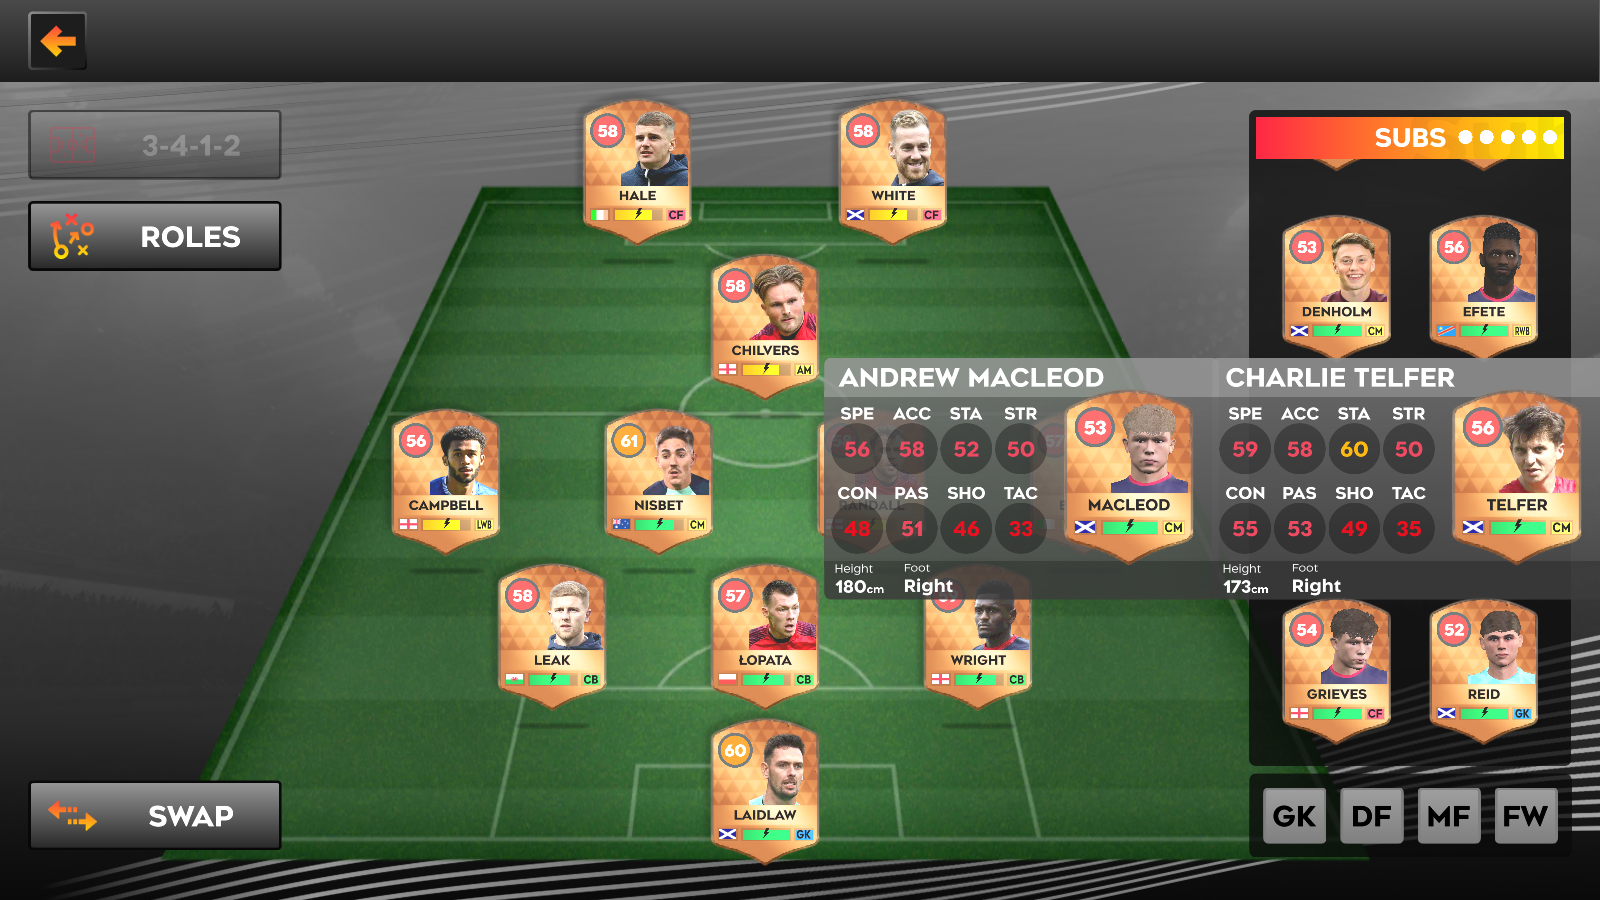 3-4-1-2
ROLES
SWAP
58
HALE
CF
58
WHITE
CF
58
CHILVERS
AM
56
CAMPBELL
LWB
61
NISBET
CM
RANDALL
57
58
LEAK
CB
57
ŁOPATA
CB
WRIGHT
CB
60
LAIDLAW
GK
SUBS
53
DENHOLM
CM
56
EFETE
RWB
ANDREW MACLEOD
SPE ACC STA STR
56 58 52 50
CON PAS SHO TAC
48 51 46 33
Height Foot
180cm Right
53
MACLEOD
CM
CHARLIE TELFER
SPE ACC STA STR
59 58 60 50
CON PAS SHO TAC
55 53 49 35
Height Foot
173cm Right
56
TELFER
CM
54
GRIEVES
CF
52
REID
GK
GK DF MF FW